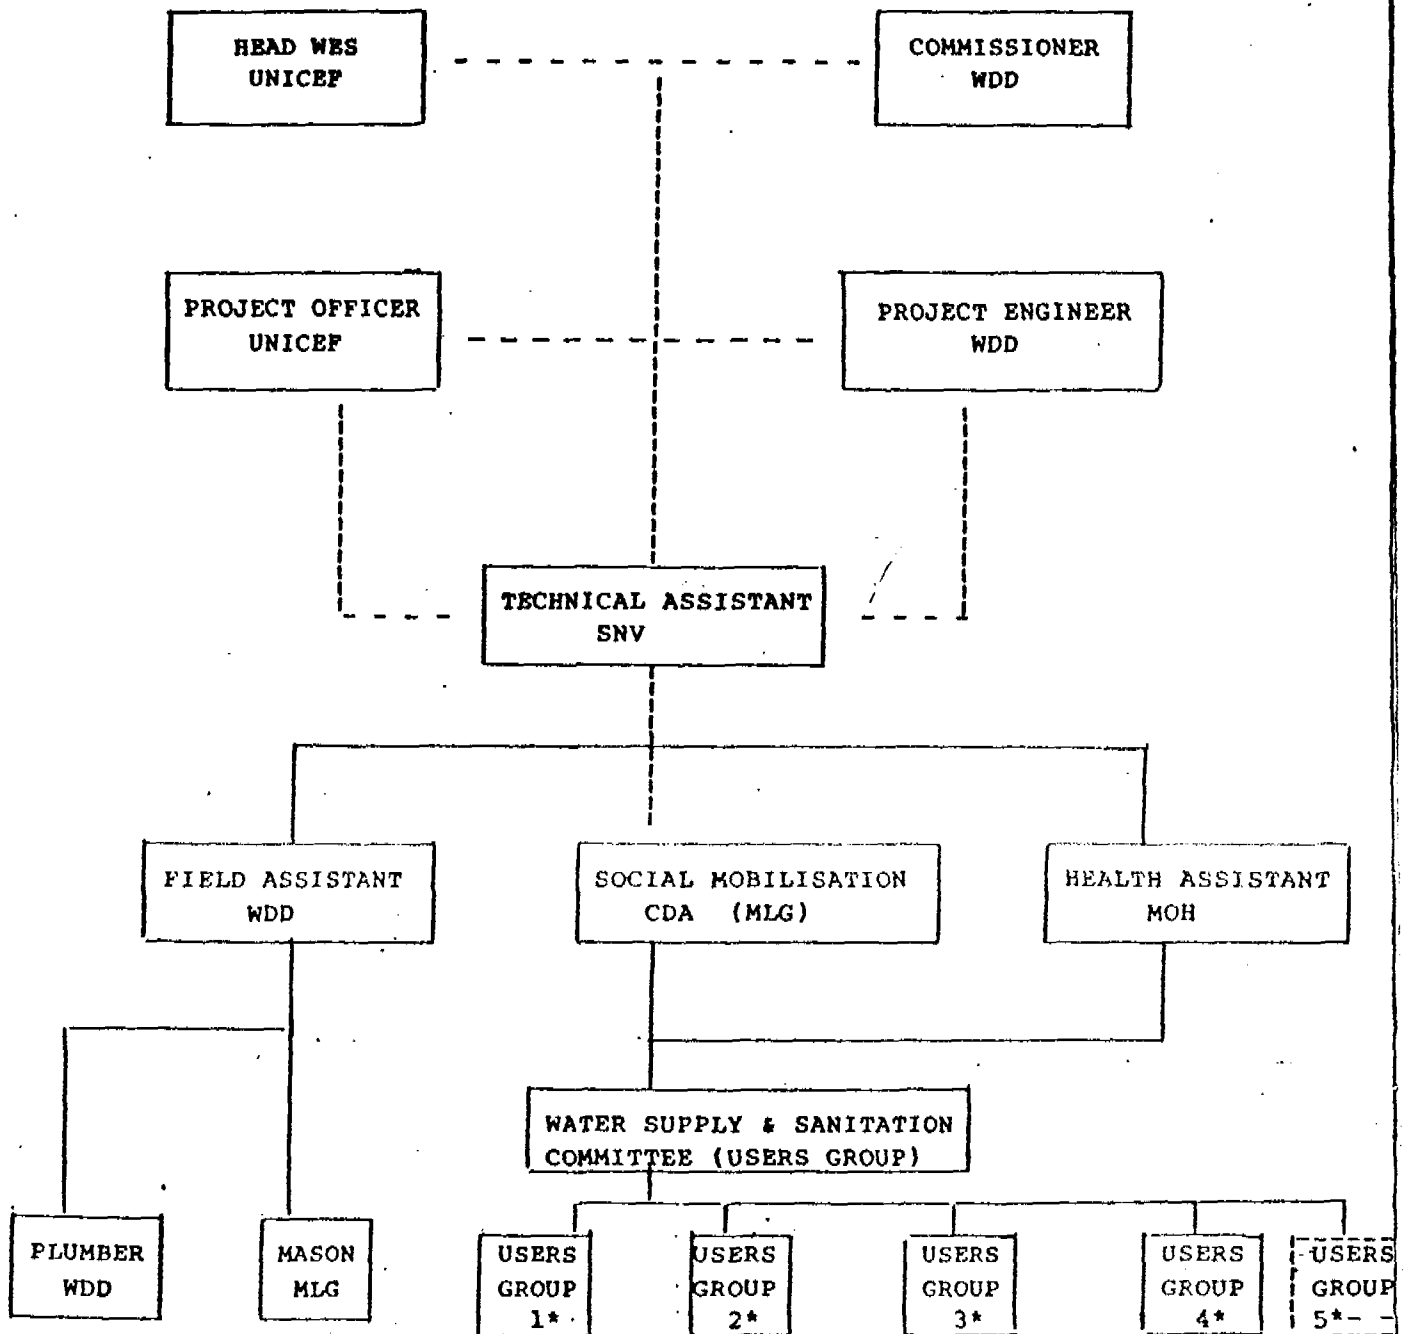 HEAD WES
UNICEF
COMMISSIONER
WDD
PROJECT OFFICER
UNICEF
PROJECT ENGINEER
WDD
TECHNICAL ASSISTANT
SNV
FIELD ASSISTANT
WDD
SOCIAL MOBILISATION
CDA (MLG)
HEALTH ASSISTANT
MOH
WATER SUPPLY & SANITATION
COMMITTEE (USERS GROUP)
PLUMBER
WDD
MASON
MLG
USERS
GROUP
1*
USERS
GROUP
2*
USERS
GROUP
3*
USERS
GROUP
4*
USERS
GROUP
5*